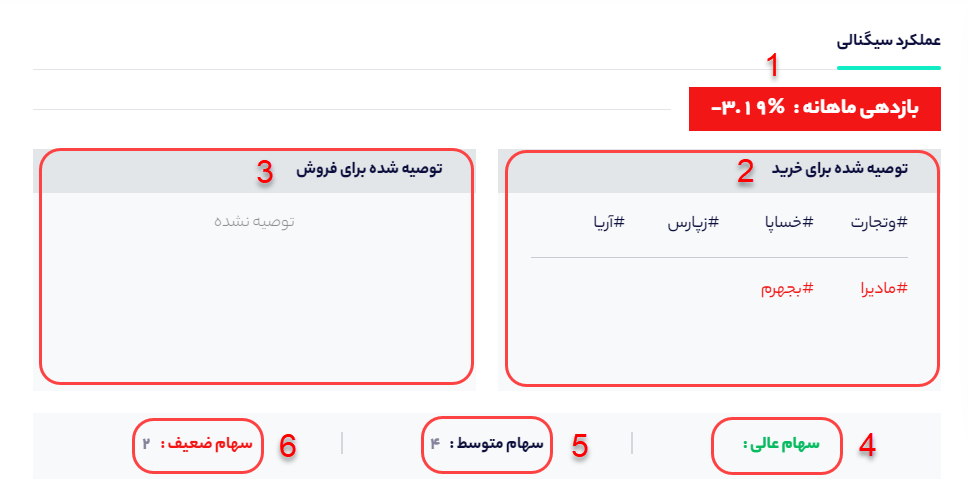 عملکرد سیگنالی
1
بازدهی ماهانه : ۳.۱۹%-
توصیه شده برای خرید 2
#وتجارت #خساپا #زپارس #آریا
#مادیرا #بجهرم
توصیه شده برای فروش 3
توصیه نشده
سهام عالی : 4
سهام متوسط : ۴ 5
سهام ضعیف : ۲ 6